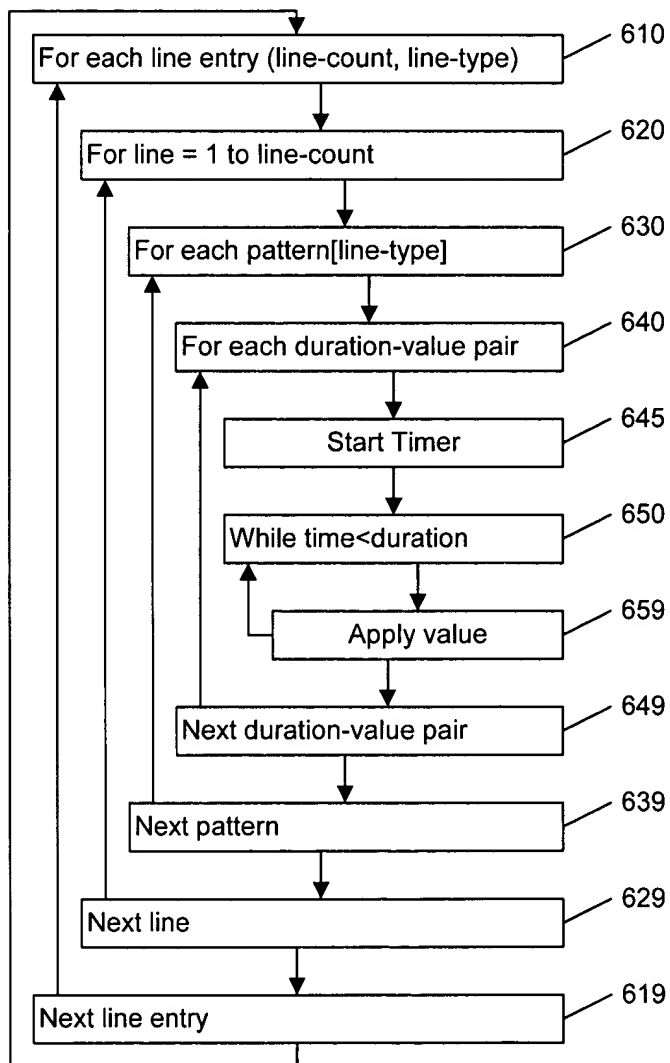 For each line entry (line-count, line-type)
610
For line = 1 to line-count
620
For each pattern[line-type]
630
For each duration-value pair
640
Start Timer
645
While time<duration
650
Apply value
659
Next duration-value pair
649
Next pattern
639
Next line
629
Next line entry
619